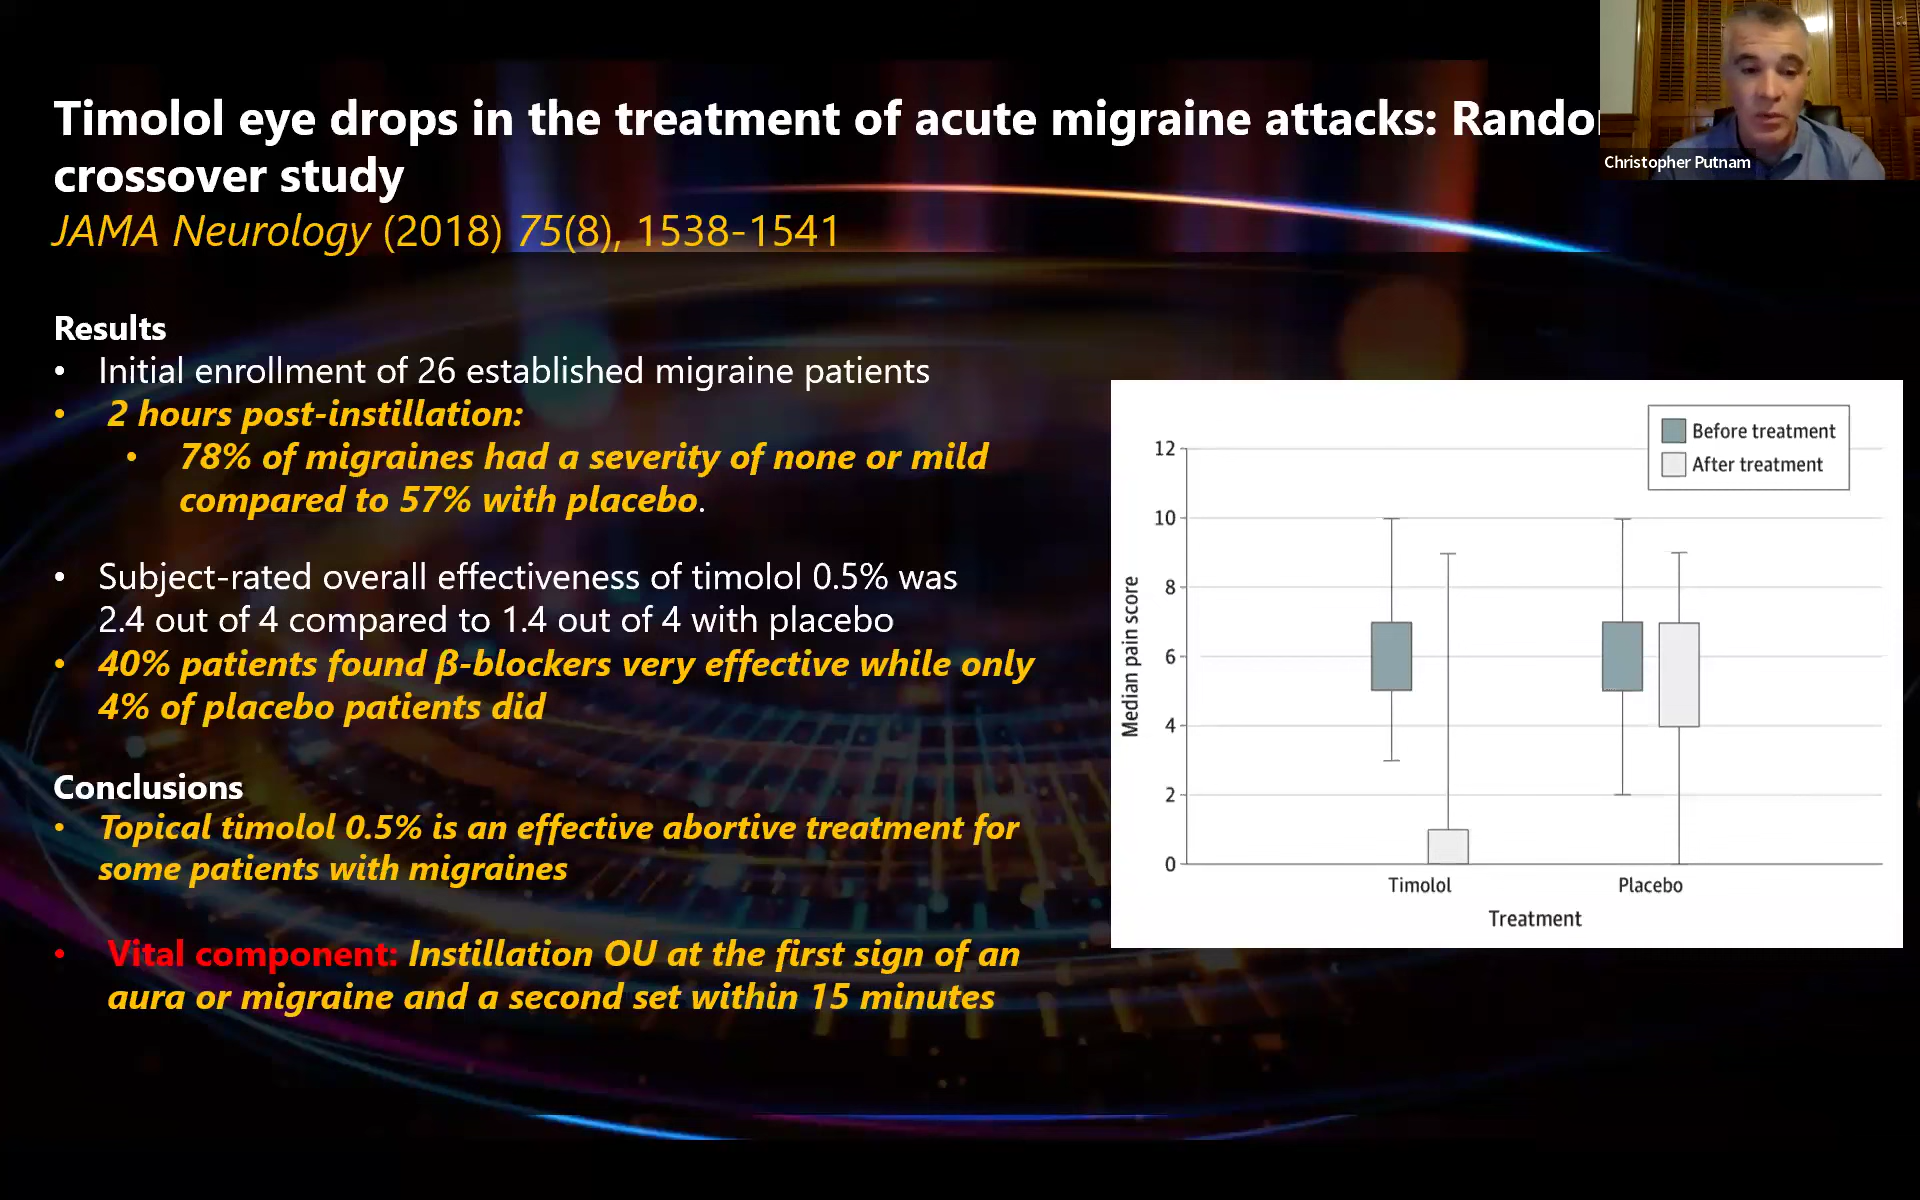 Timolol eye drops in the treatment of acute migraine attacks:
crossover study
JAMA Neurology (2018) 75(8), 1538-1541
Christopher Putnam
Results
• Initial enrollment of 26 established migraine patients
• 2 hours post-instillation:
• 78% of migraines had a severity of none or mild
compared to 57% with placebo.
• Subject-rated overall effectiveness of timolol 0.5% was
2.4 out of 4 compared to 1.4 out of 4 with placebo
• 40% patients found β-blockers very effective while only
4% of placebo patients did
Conclusions
• Topical timolol 0.5% is an effective abortive treatment for
some patients with migraines
• Vital component: Instillation OU at the first sign of an
aura or migraine and a second set within 15 minutes
Before treatment
After treatment
Median pain score
12
10
8
6
4
2
0
Timolol Placebo
Treatment